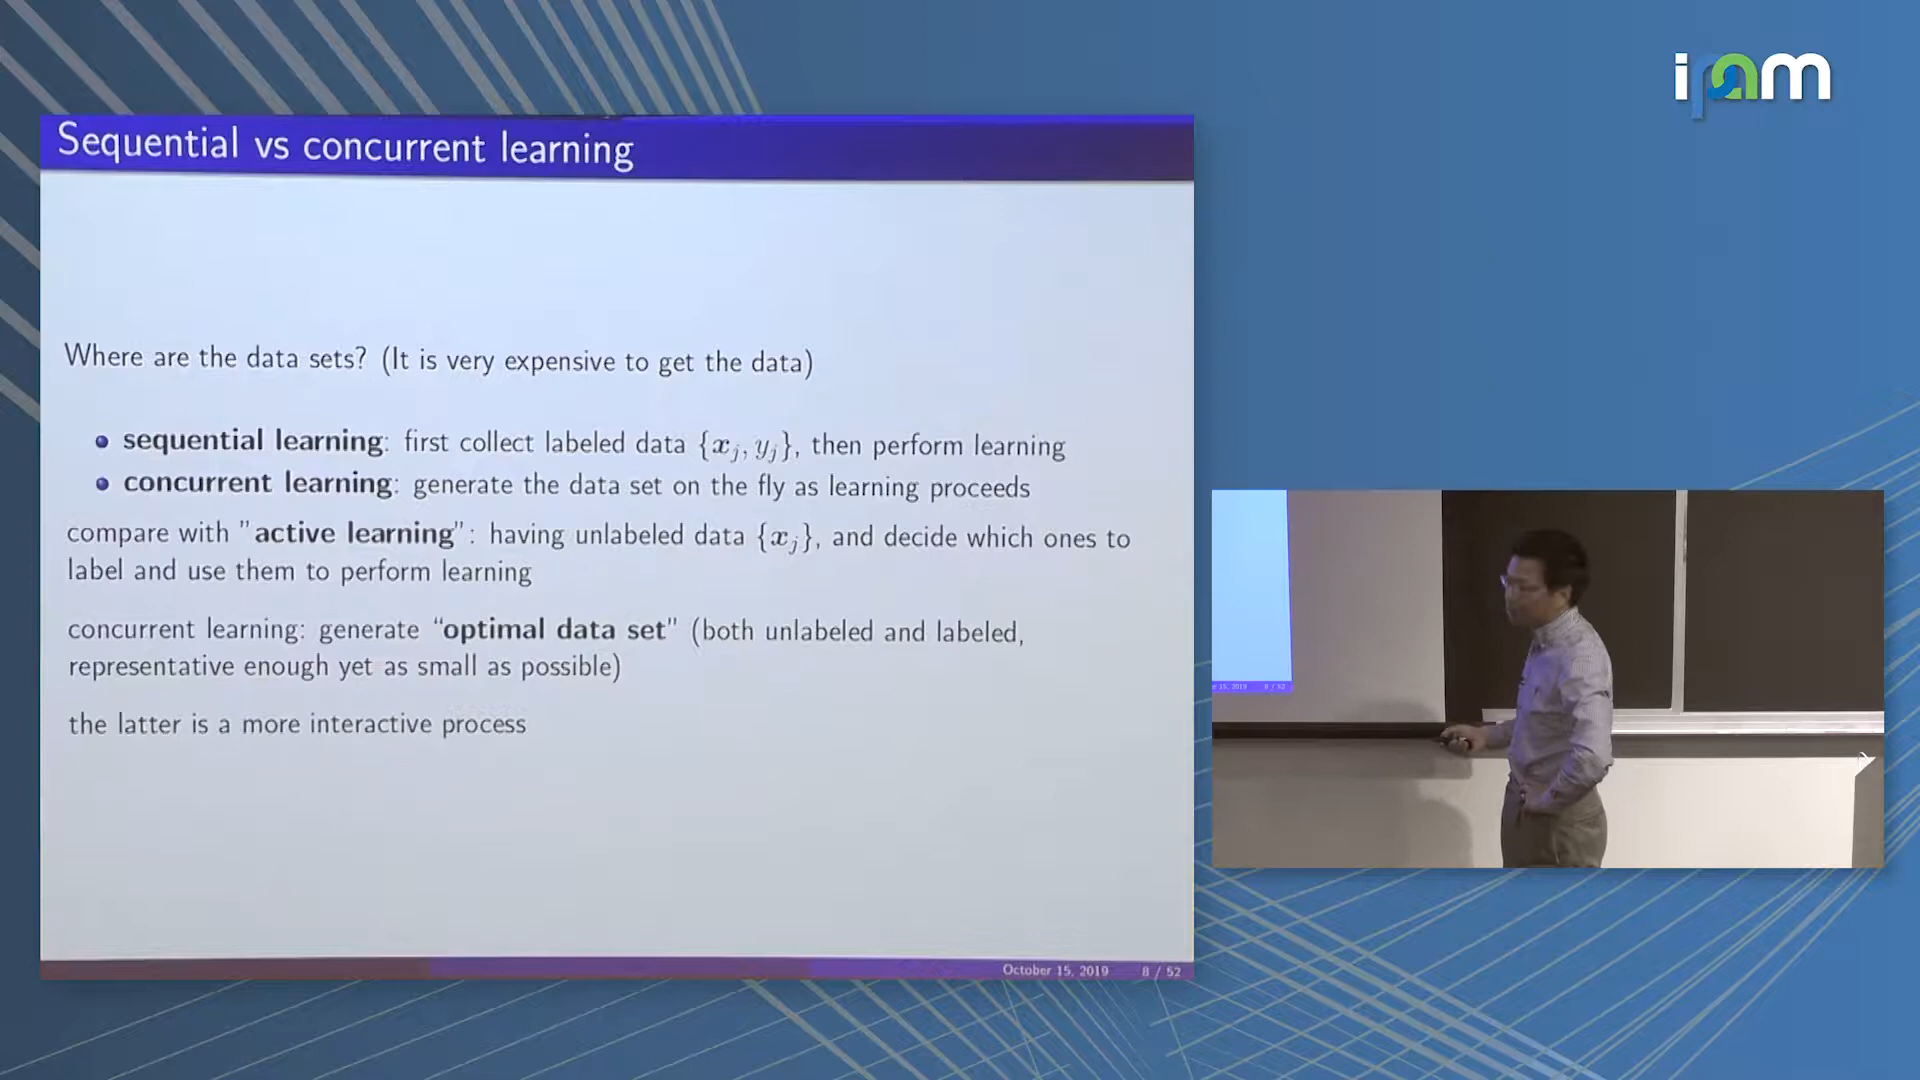 ipam
Sequential vs concurrent learning
Where are the data sets? (It is very expensive to get the data)
sequential learning: first collect labeled data {xⱼ, yⱼ}, then perform learning
concurrent learning: generate the data set on the fly as learning proceeds
compare with "active learning": having unlabeled data {xⱼ}, and decide which ones to
label and use them to perform learning
concurrent learning: generate “optimal data set” (both unlabeled and labeled,
representative enough yet as small as possible)
the latter is a more interactive process
October 15, 2019 8 / 52
r 15, 2019 8 / 52